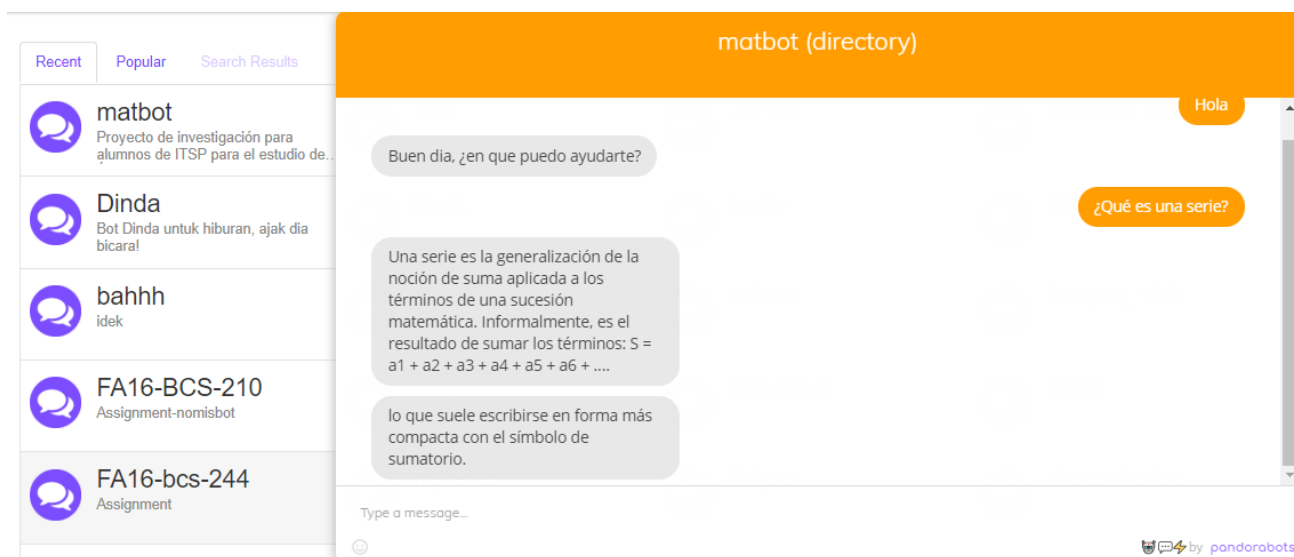 Recent
Popular
Search Results
matbot
Proyecto de investigación para
alumnos de ITSP para el estudio de..
Dinda
Bot Dinda untuk hiburan, ajak dia
bicara!
bahhh
idek
FA16-BCS-210
Assignment-nomisbot
FA16-bcs-244
Assignment
matbot (directory)
Hola
Buen dia, ¿en que puedo ayudarte?
¿Qué es una serie?
Una serie es la generalización de la
noción de suma aplicada a los
términos de una sucesión
matemática. Informalmente, es el
resultado de sumar los términos: S =
a1 + a2 + a3 + a4 + a5 + a6 + ....
lo que suele escribirse en forma más
compacta con el símbolo de
sumatorio.
Type a message...
by pandorabots